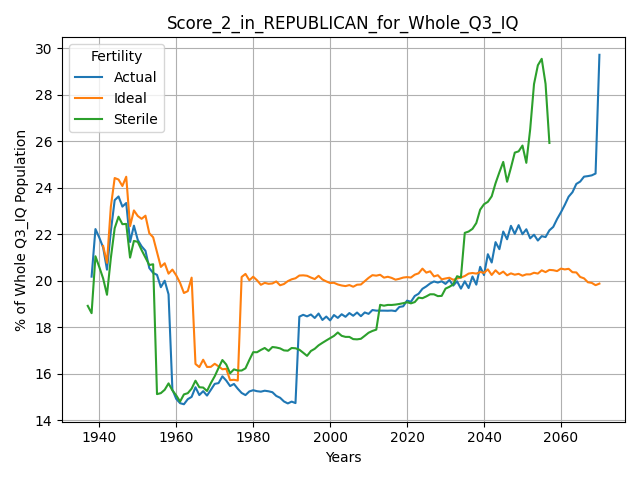 Score_2_in_REPUBLICAN_for_Whole_Q3_IQ
Fertility
Actual
Ideal
Sterile
% of Whole Q3_IQ Population
30
28
26
24
22
20
18
16
14
1940
1960
1980
2000
2020
2040
2060
Years